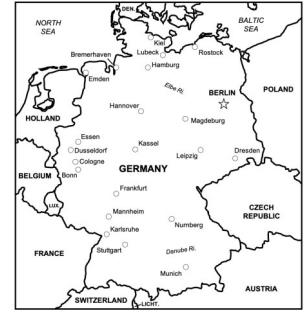 NORTH
SEA
DEN.
BALTIC
SEA
Kiel
Lubeck
Rostock
Bremerhaven
Hamburg
Emden
Elbe Ri.
BERLIN
POLAND
Hannover
Magdeburg
HOLLAND
Essen
Dusseldorf
Kassel
Leipzig
Dresden
Cologne
BELGIUM
Bonn
GERMANY
Frankfurt
LUX.
CZECH
REPUBLIC
Mannheim
Nurnberg
Karlsruhe
FRANCE
Stuttgart
Danube Ri.
Munich
AUSTRIA
SWITZERLAND
LICHT.